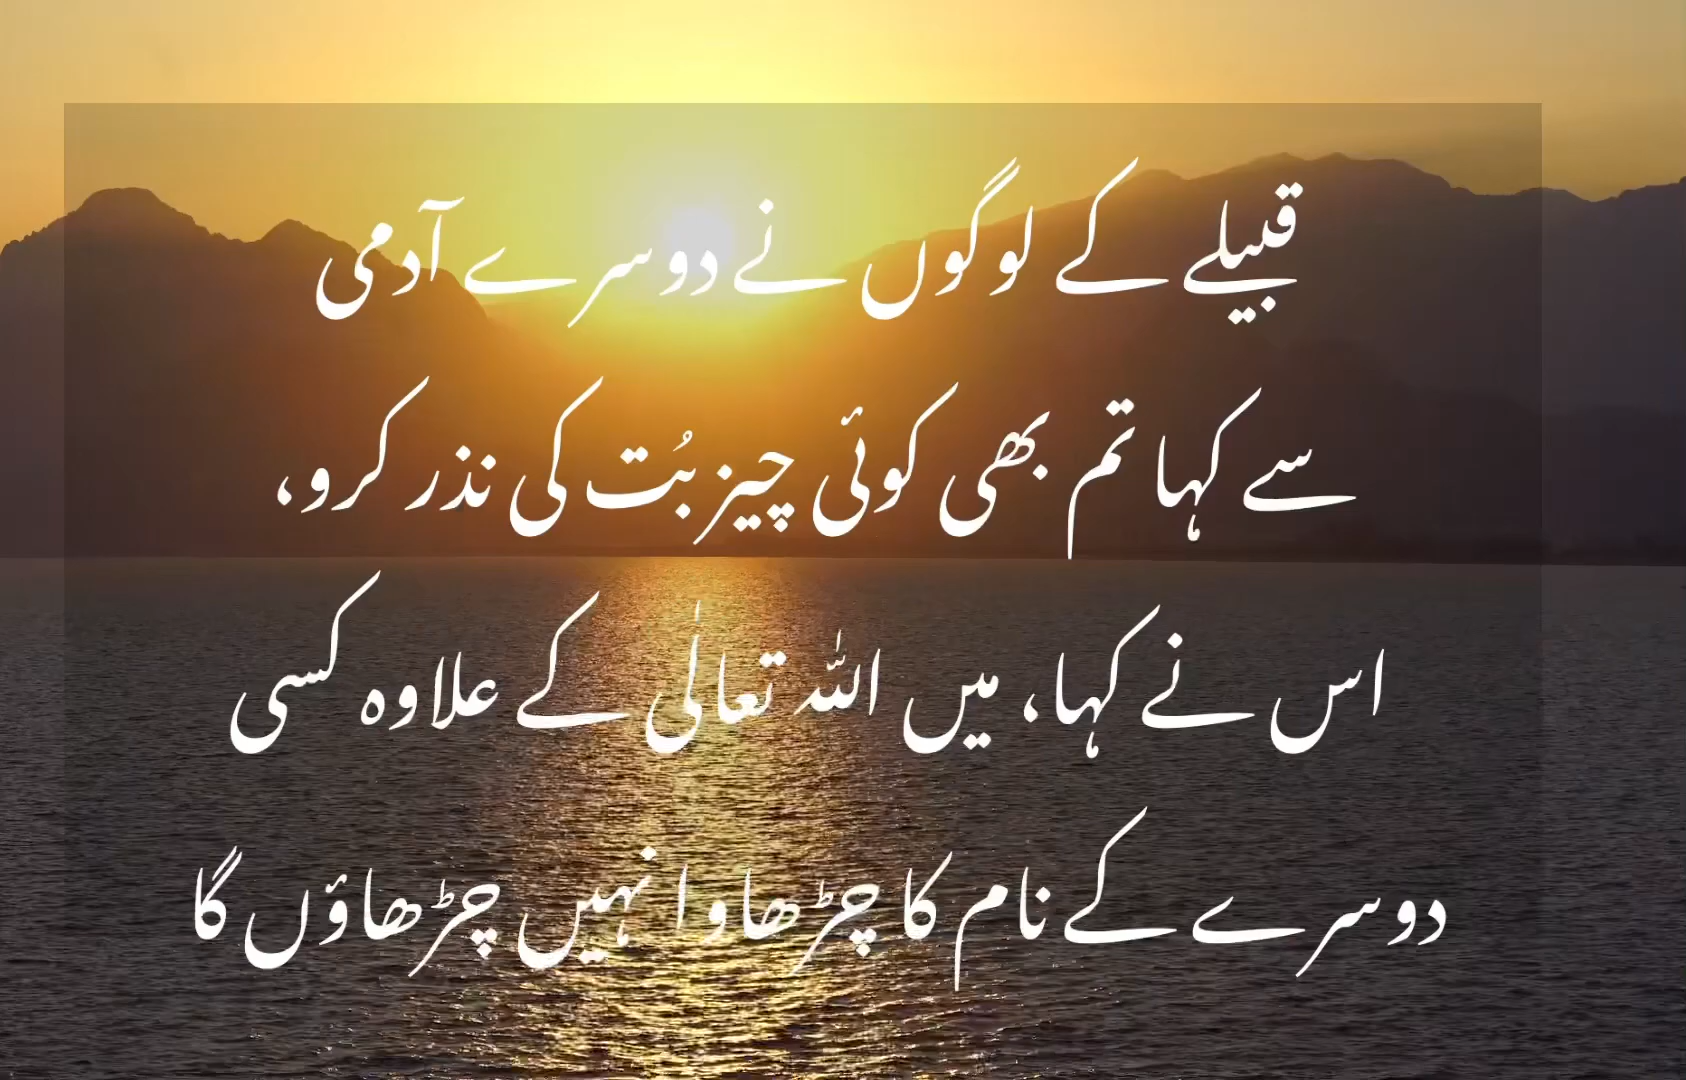 قبیلے کے لوگوں نے دوسرے آدمی
سے کہا تم بھی کوئی چیز بُت کی نذر کرو،
اس نے کہا، میں اللہ تعالٰی کے علاوہ کسی
دوسرے کے نام کا چڑھاوا نہیں چڑھاؤں گا